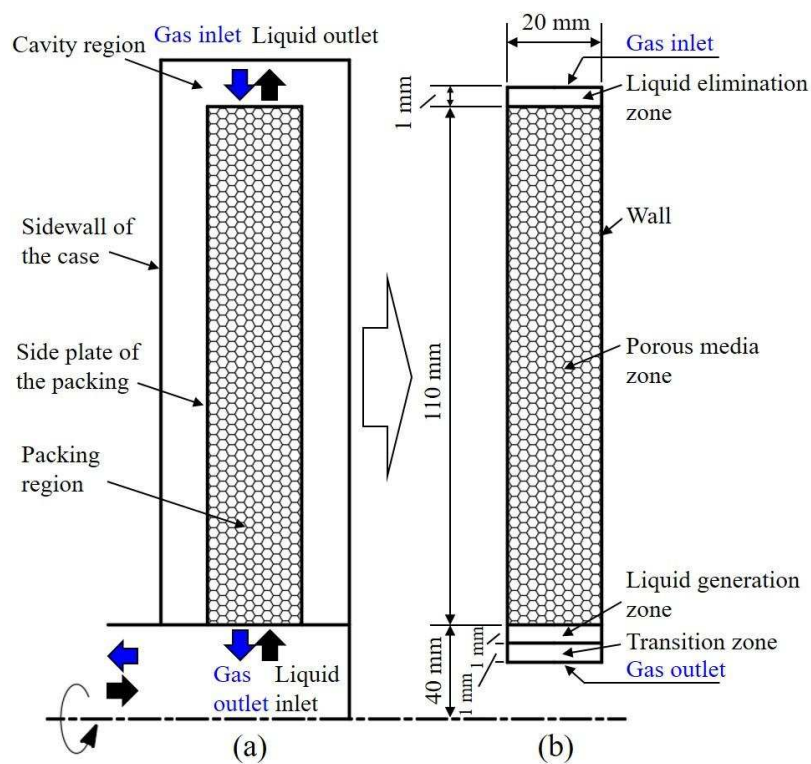 Cavity region
Gas inlet Liquid outlet
Sidewall of
the case
Side plate of
the packing
Packing
region
Gas
outlet
Liquid
inlet
(a)
20 mm
Gas inlet
Liquid elimination
zone
1 mm
Wall
110 mm
Porous media
zone
Liquid generation
zone
1 mm
Transition zone
Gas outlet
1 mm
40 mm
(b)